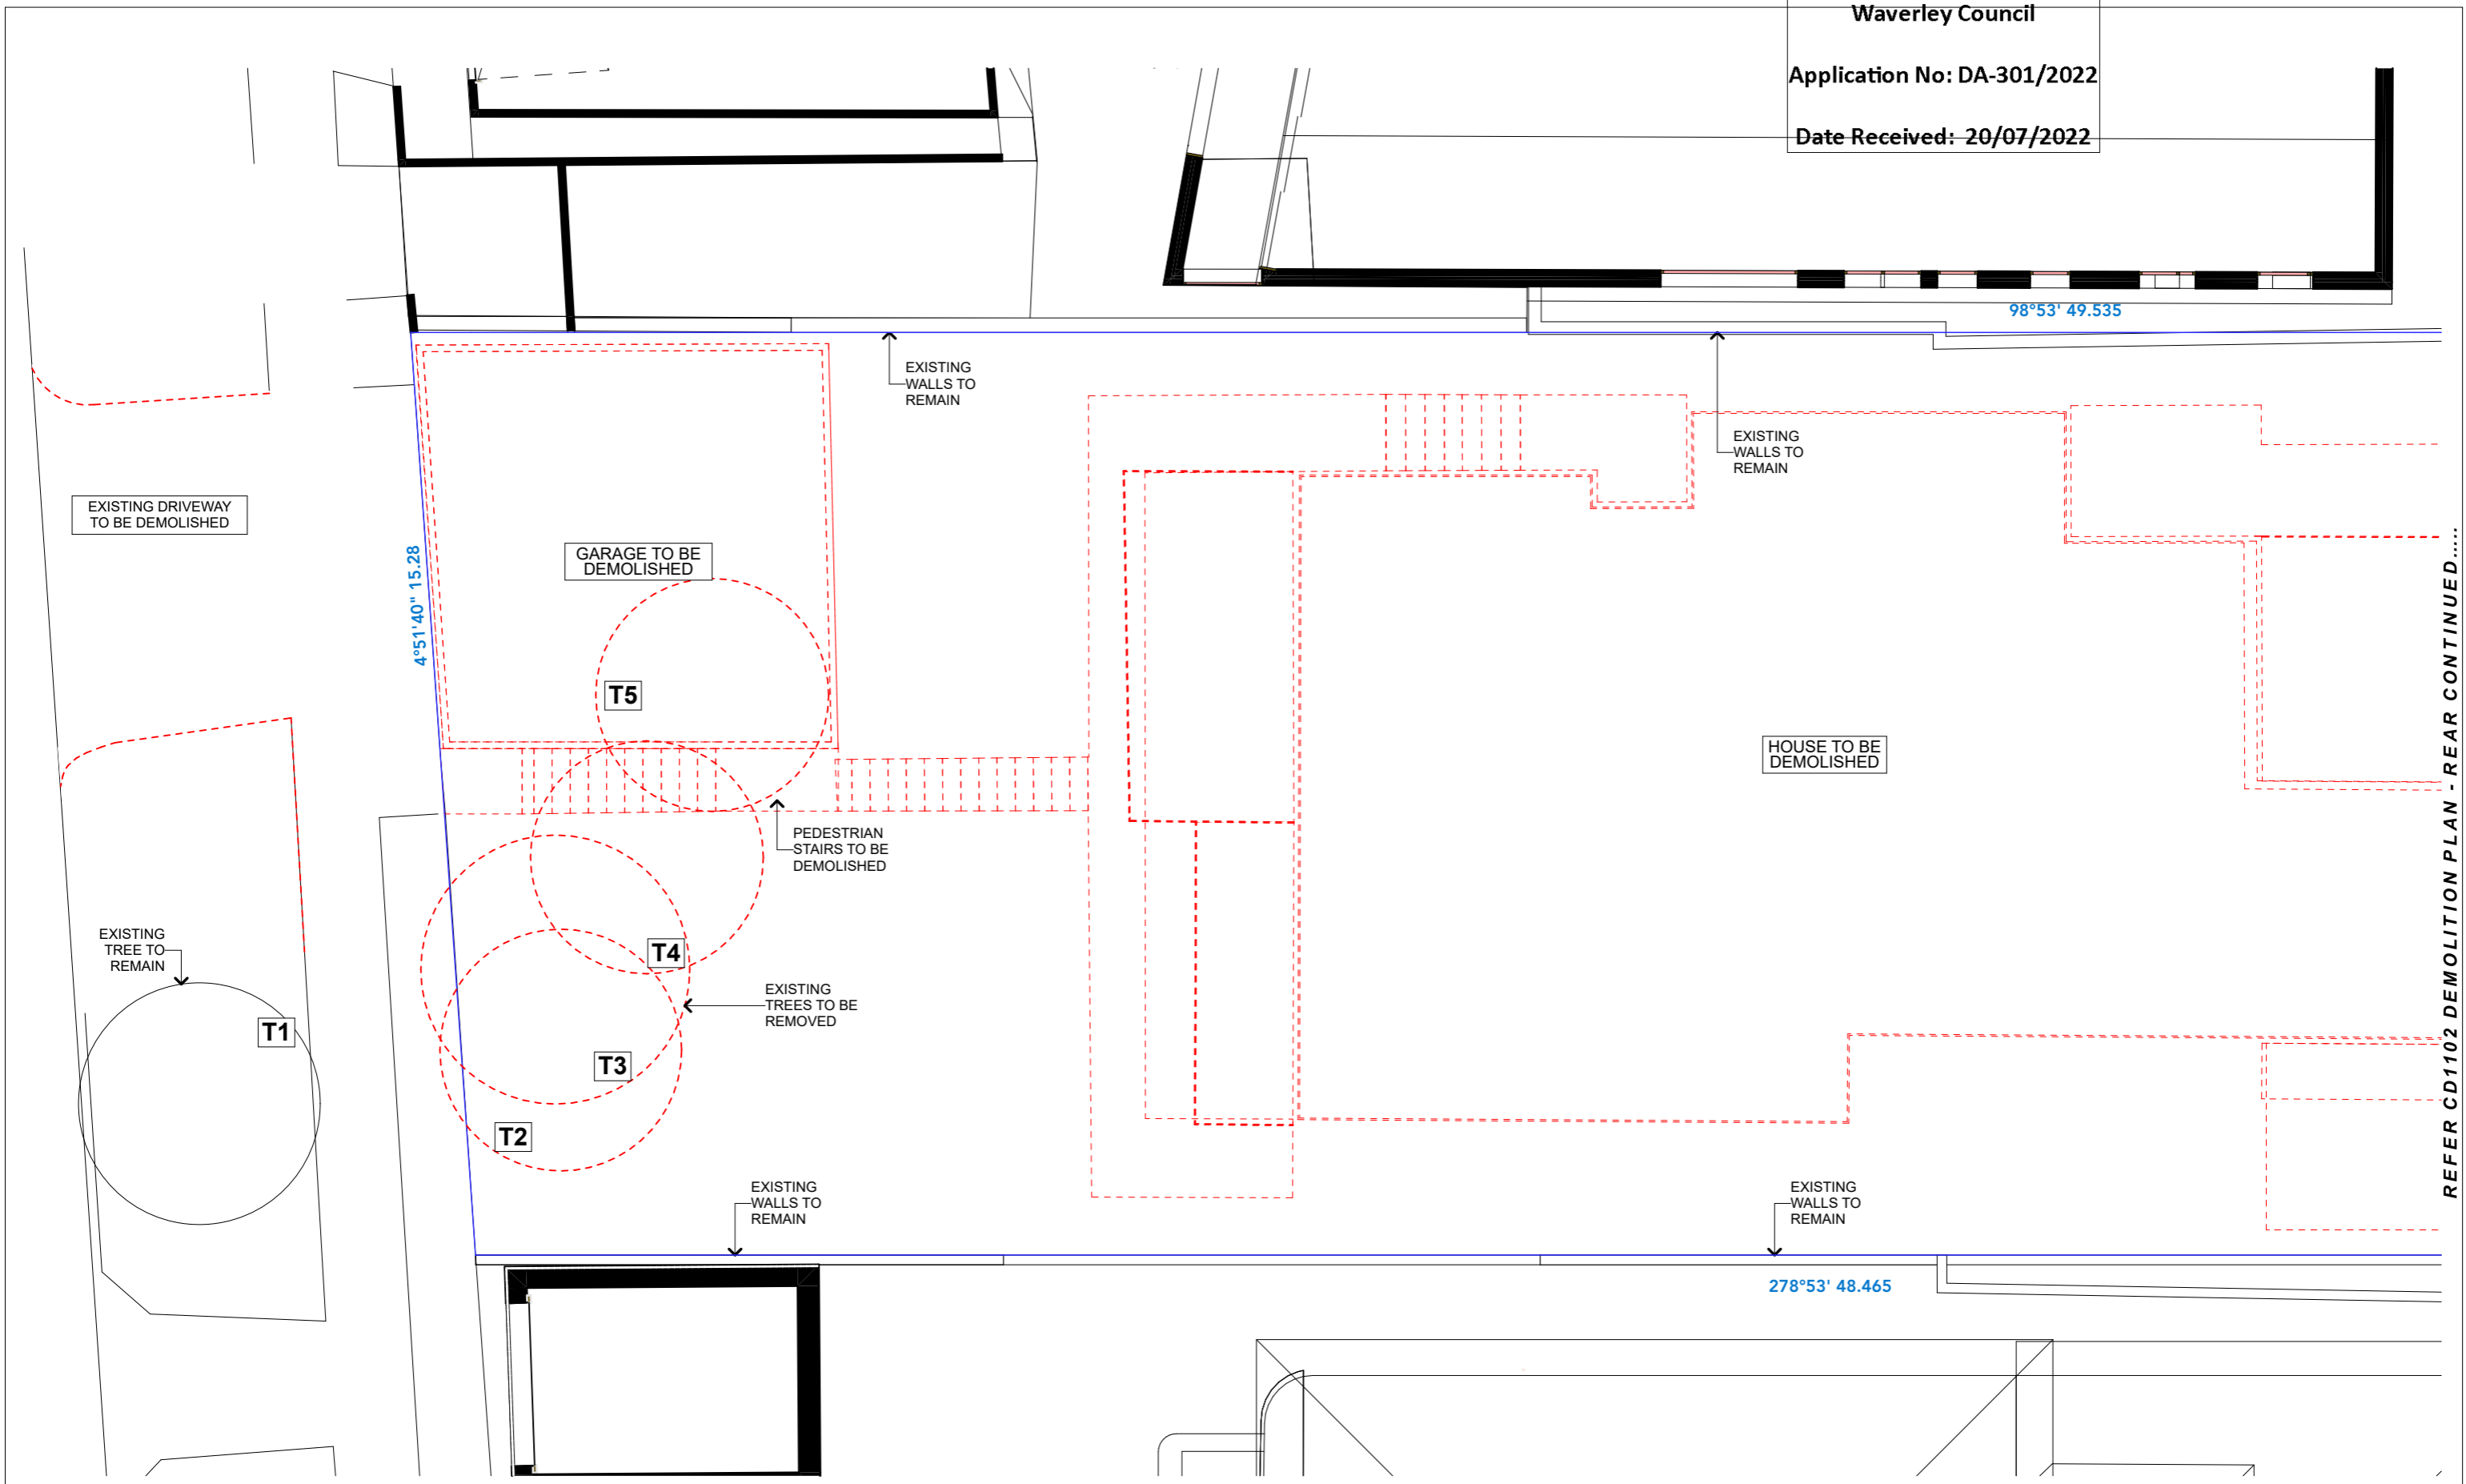 Waverley Council
Application No: DA-301/2022
Date Received: 20/07/2022
98°53' 49.535
EXISTING
WALLS TO
REMAIN
EXISTING
WALLS TO
REMAIN
EXISTING DRIVEWAY
TO BE DEMOLISHED
GARAGE TO BE
DEMOLISHED
4°51'40" 15.28
T5
HOUSE TO BE
DEMOLISHED
PEDESTRIAN
STAIRS TO BE
DEMOLISHED
EXISTING
TREE TO
REMAIN
T4
EXISTING
TREES TO BE
REMOVED
T1
T3
T2
EXISTING
WALLS TO
REMAIN
EXISTING
WALLS TO
REMAIN
278°53' 48.465
REFER CD1102 DEMOLITION PLAN - REAR CONTINUED.....